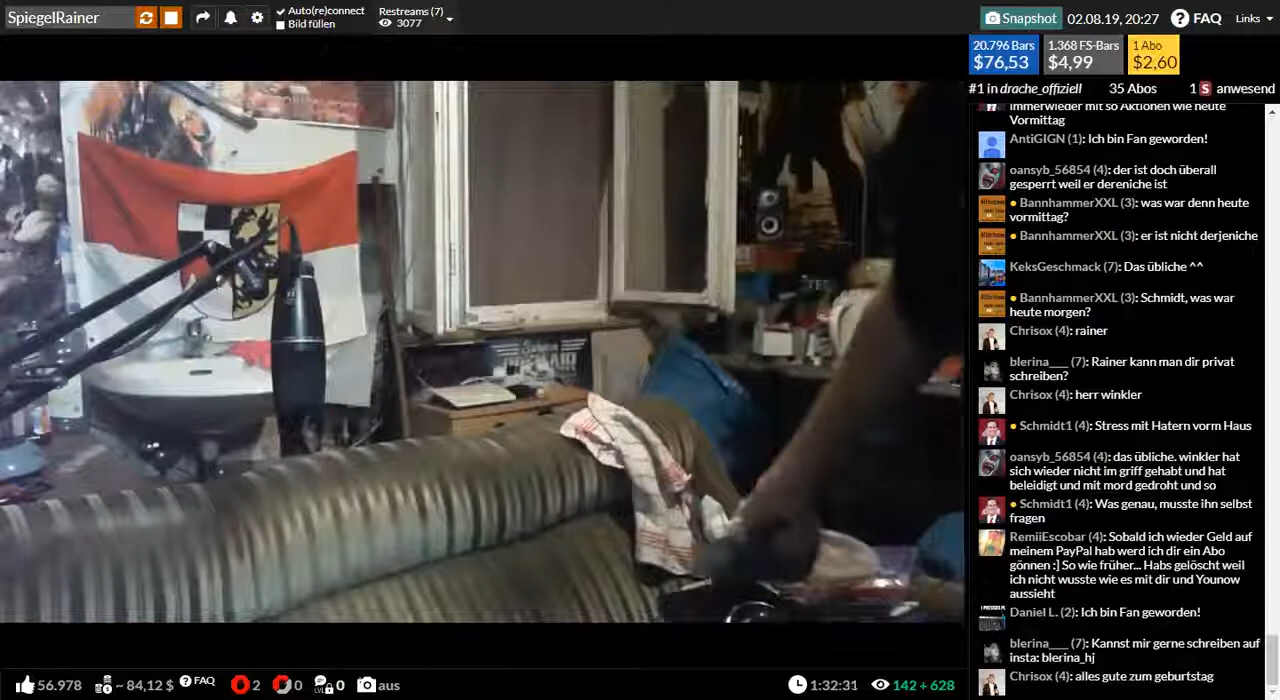 SpiegelRainer
Auto(re)connect
Bild füllen
Restreams (7)
3077
Snapshot
02.08.19, 20:27
? FAQ
Links
20.796 Bars
$76,53
1.368 FS-Bars
$4,99
1 Abo
$2,60
#1 in drache_offiziell
35 Abos
1 S anwesend
immerwieder mit so Aktionen wie heute
Vormittag
AntiGIGN (1): Ich bin Fan geworden!
oansyb_56854 (4): der ist doch überall
gesperrt weil er dereniche ist
BannhammerXXL (3): was war denn heute
vormittag?
BannhammerXXL (3): er ist nicht derjeniche
KeksGeschmack (7): Das übliche ^^
BannhammerXXL (3): Schmidt, was war
heute morgen?
Chrisox (4): rainer
blerina___ (7): Rainer kann man dir privat
schreiben?
Chrisox (4): herr winkler
Schmidt1 (4): Stress mit Hatern vorm Haus
oansyb_56854 (4): das übliche. winkler hat
sich wieder nicht im griff gehabt und hat
beleidigt und mit mord gedroht und so
Schmidt1 (4): Was genau, musste ihn selbst
fragen
RemiiEscobar (4): Sobald ich wieder Geld auf
meinem PayPal hab werd ich dir ein Abo
gönnen :] So wie früher... Habs gelöscht weil
ich nicht wusste wie es mit dir und Younow
aussieht
Daniel L. (2): Ich bin Fan geworden!
blerina___ (7): Kannst mir gerne schreiben auf
insta: blerina_hj
Chrisox (4): alles gute zum geburtstag
OPEN AIR
56.978
~ 84,12 $
? FAQ
2
0
LVL
0
aus
1:32:31
142 + 628